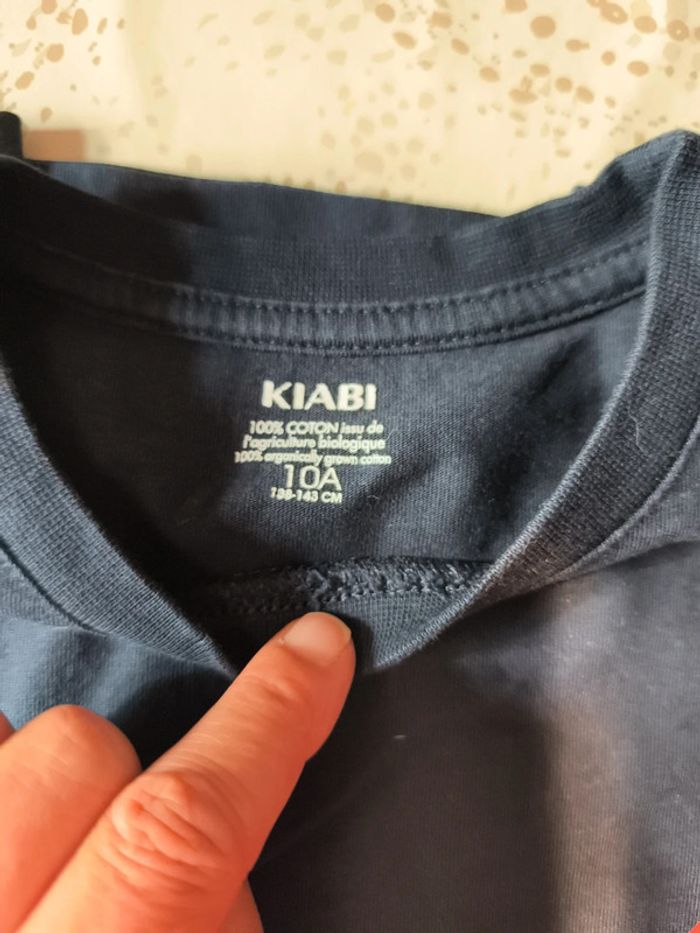 KIABI
100% COTON issu de
l'agriculture biologique
100% organically grown cotton
10A
138-143 CM